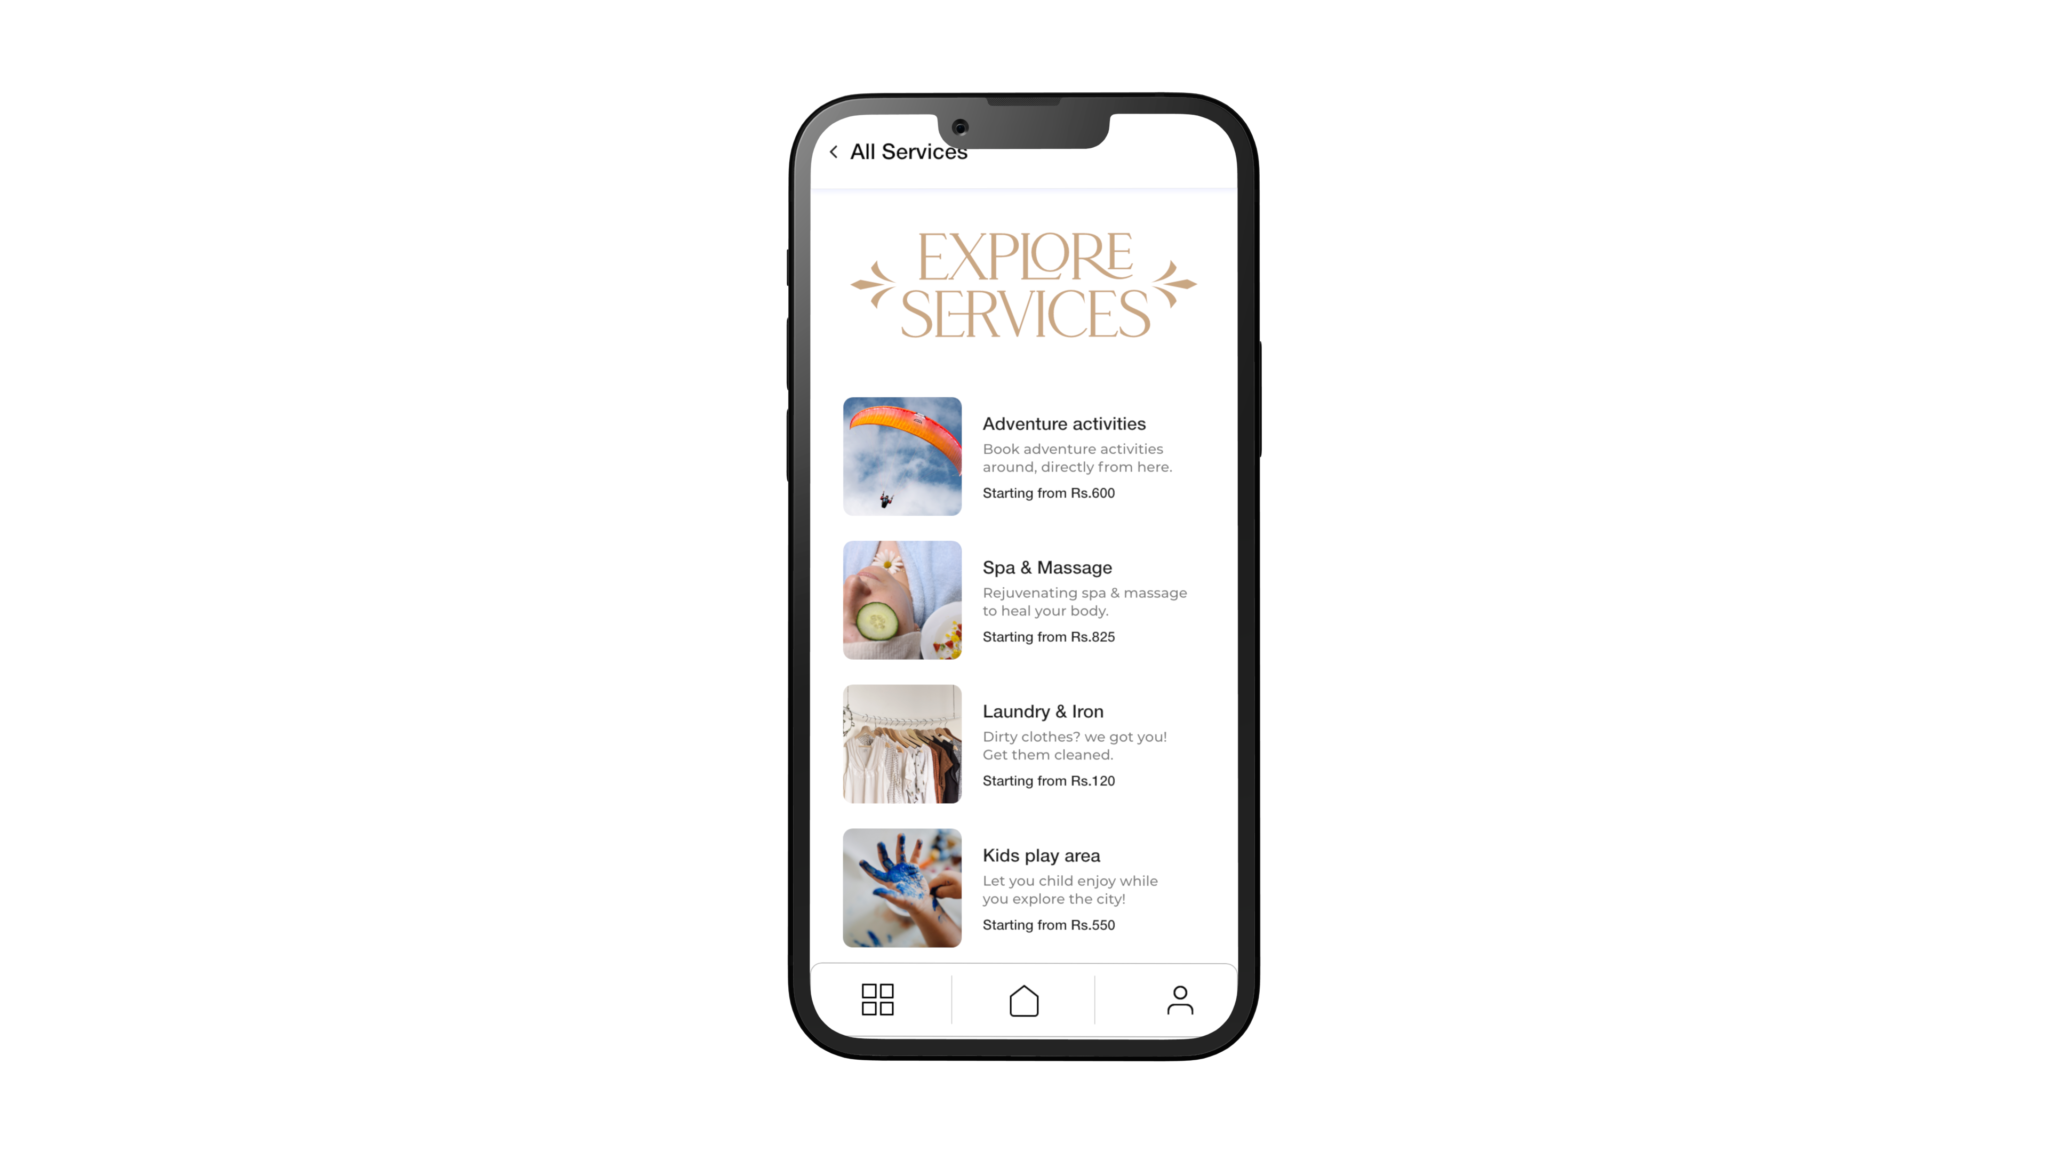 All Services
EXPLORE
SERVICES
Adventure activities
Book adventure activities
around, directly from here.
Starting from Rs.600
Spa & Massage
Rejuvenating spa & massage
to heal your body.
Starting from Rs.825
Laundry & Iron
Dirty clothes? we got you!
Get them cleaned.
Starting from Rs.120
Kids play area
Let you child enjoy while
you explore the city!
Starting from Rs.550